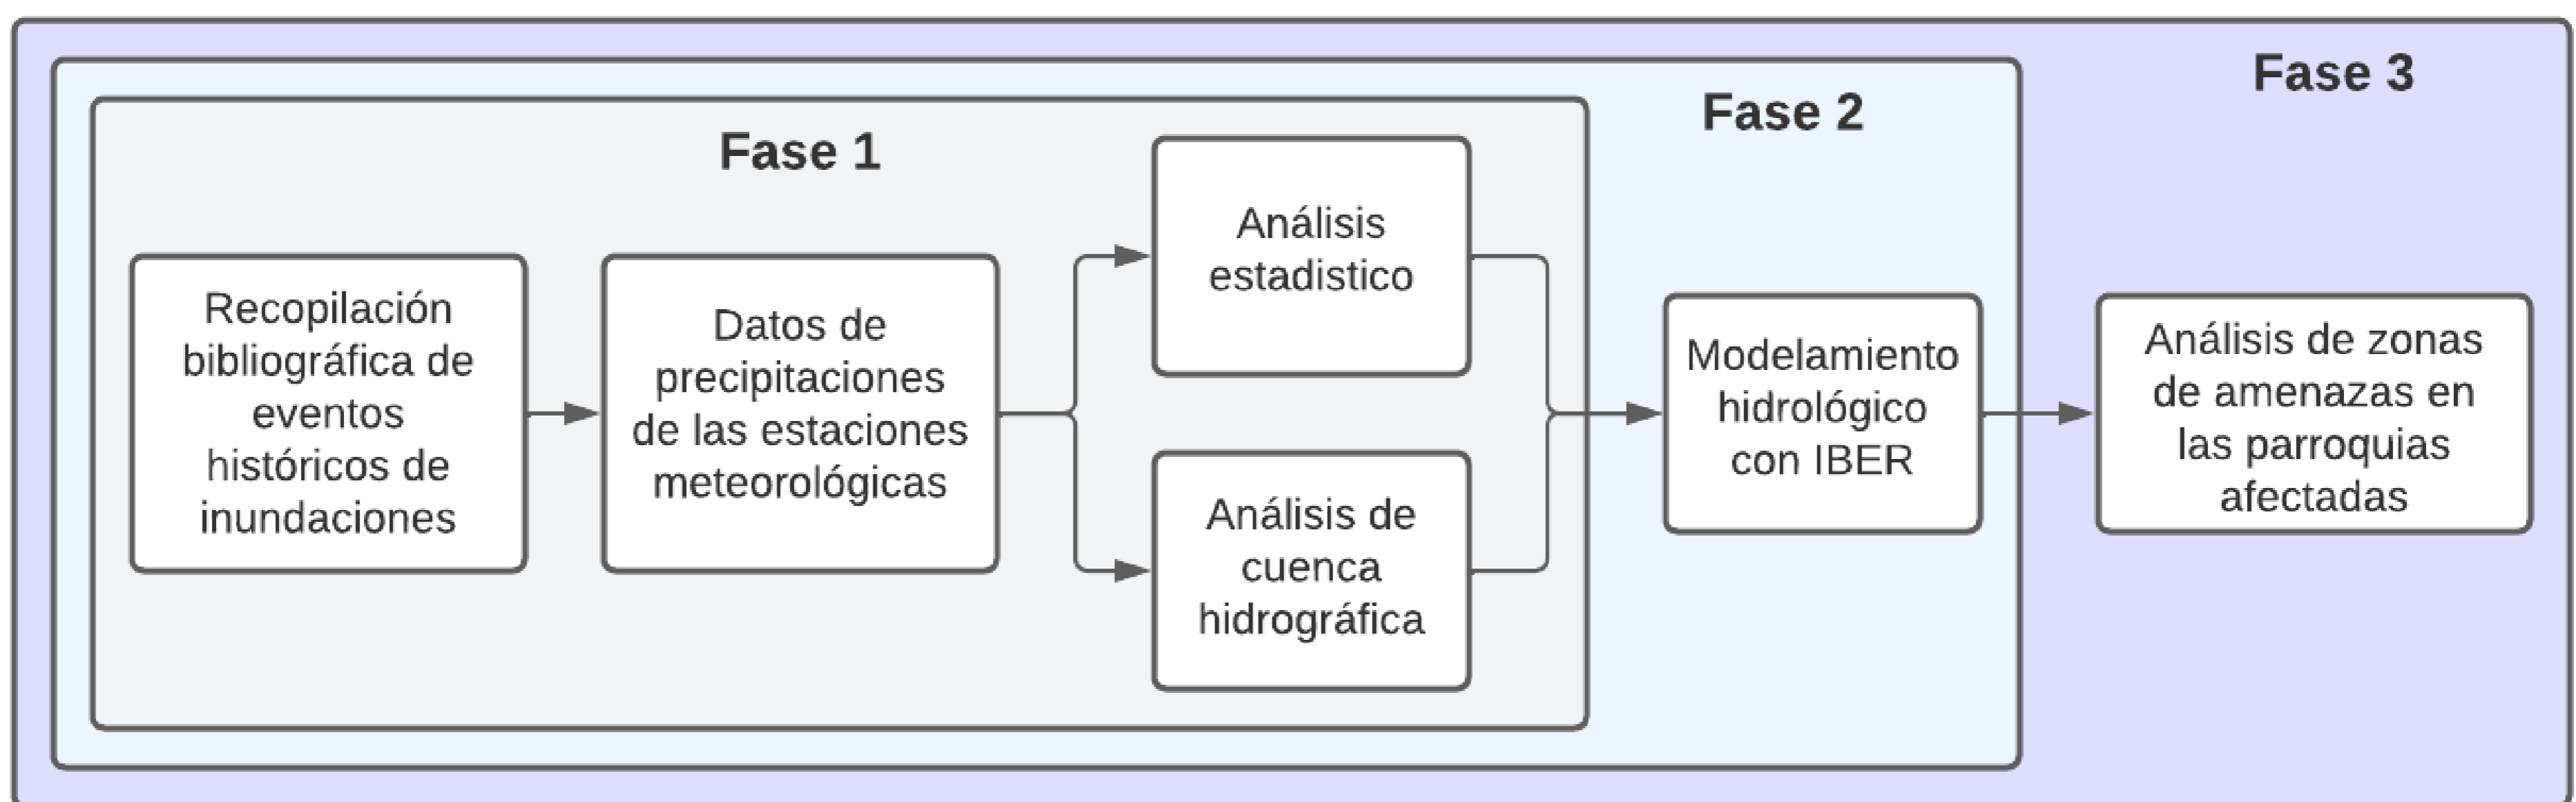 Fase 1
Recopilación
bibliográfica de
eventos
históricos de
inundaciones
Datos de
precipitaciones
de las estaciones
meteorológicas
Análisis
estadistico
Análisis de
cuenca
hidrográfica
Fase 2
Modelamiento
hidrológico
con IBER
Fase 3
Análisis de zonas
de amenazas en
las parroquias
afectadas